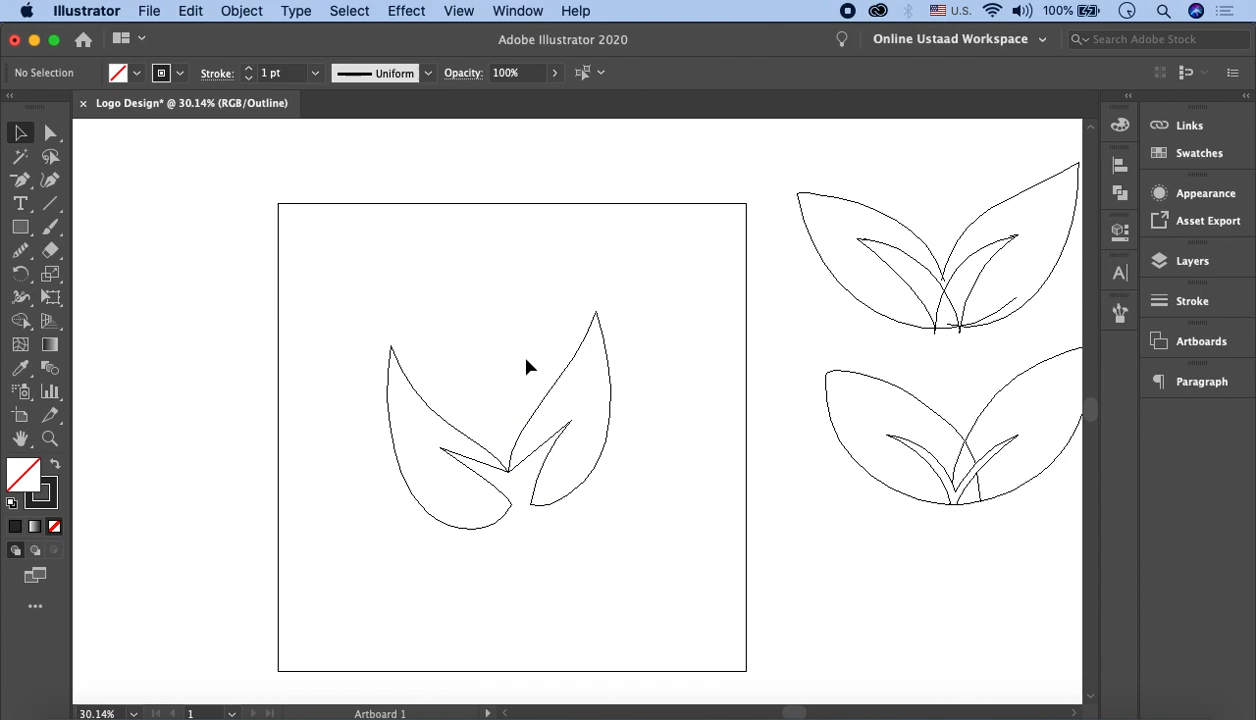 Illustrator File Edit Object Type Select Effect View Window Help U.S. 100%
Adobe Illustrator 2020 Online Ustaad Workspace Search Adobe Stock
No Selection Stroke: 1 pt Uniform Opacity: 100%
× Logo Design* @ 30.14% (RGB/Outline)
Links
Swatches
Appearance
Asset Export
Layers
Stroke
Artboards
Paragraph
30.14% 1 Artboard 1